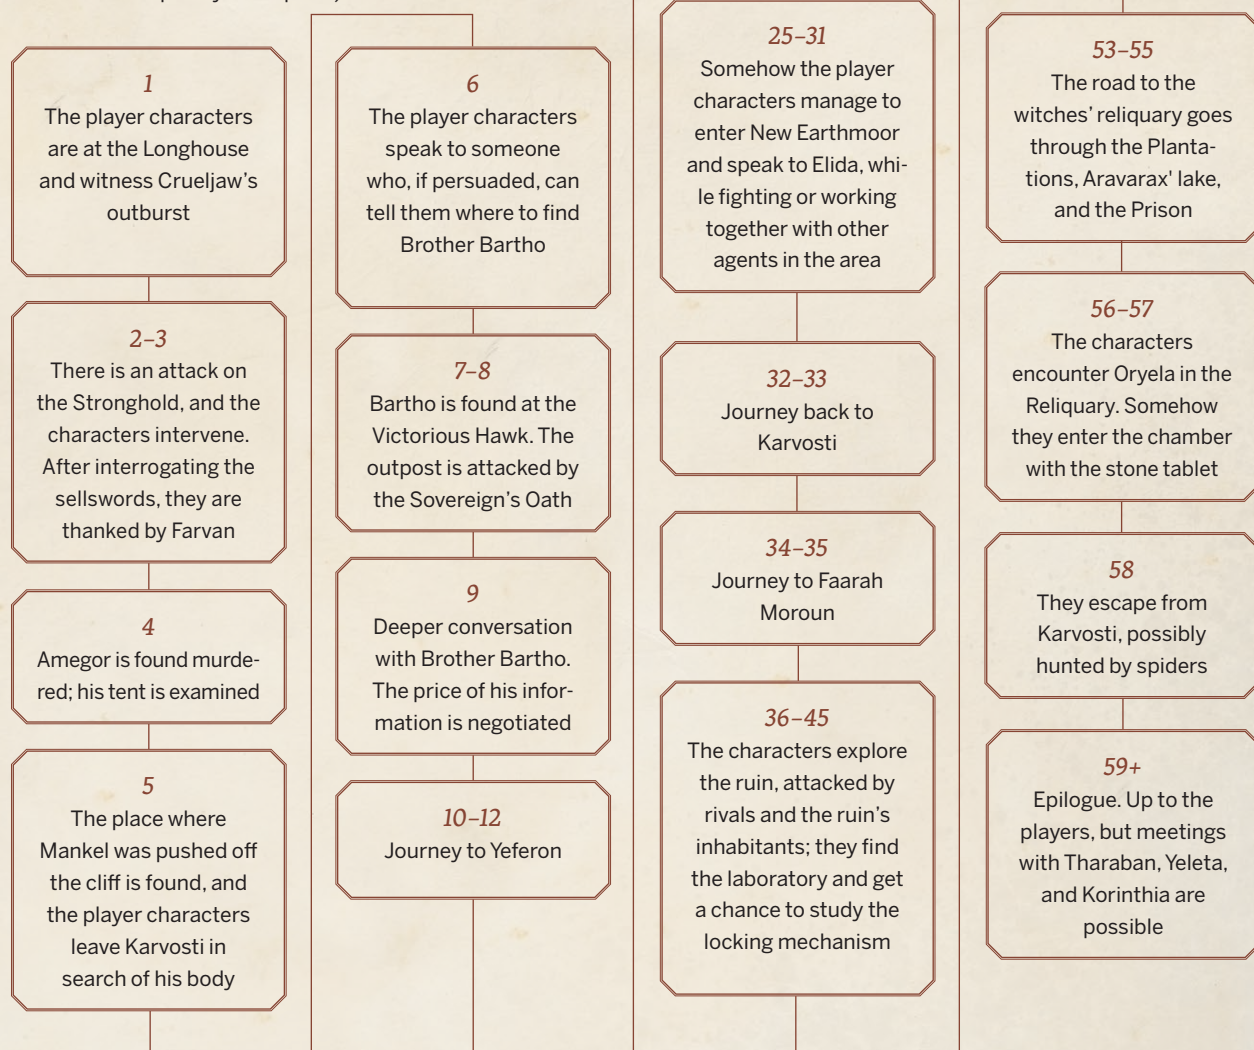 1
The player characters
are at the Longhouse
and witness Crueljaw’s
outburst
2–3
There is an attack on
the Stronghold, and the
characters intervene.
After interrogating the
sellswords, they are
thanked by Farvan
4
Amegor is found murde-
red; his tent is examined
5
The place where
Mankel was pushed off
the cliff is found, and
the player characters
leave Karvosti in
search of his body
6
The player characters
speak to someone
who, if persuaded, can
tell them where to find
Brother Bartho
7–8
Bartho is found at the
Victorious Hawk. The
outpost is attacked by
the Sovereign’s Oath
9
Deeper conversation
with Brother Bartho.
The price of his infor-
mation is negotiated
10–12
Journey to Yeferon
25–31
Somehow the player
characters manage to
enter New Earthmoor
and speak to Elida, whi-
le fighting or working
together with other
agents in the area
32–33
Journey back to
Karvosti
34–35
Journey to Faarah
Moroun
36–45
The characters explore
the ruin, attacked by
rivals and the ruin’s
inhabitants; they find
the laboratory and get
a chance to study the
locking mechanism
53–55
The road to the
witches’ reliquary goes
through the Planta-
tions, Aravarax' lake,
and the Prison
56–57
The characters
encounter Oryela in the
Reliquary. Somehow
they enter the chamber
with the stone tablet
58
They escape from
Karvosti, possibly
hunted by spiders
59+
Epilogue. Up to the
players, but meetings
with Tharaban, Yeleta,
and Korinthia are
possible